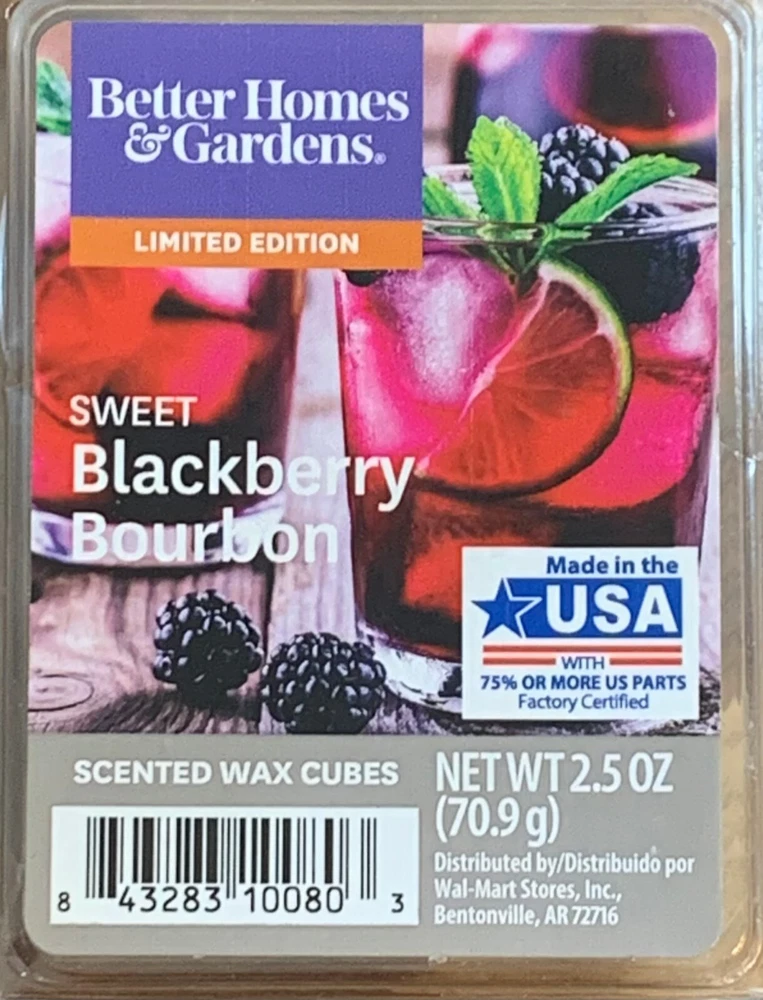 Better Homes
&Gardens®
LIMITED EDITION
SWEET
Blackberry
Bourbon
Made in the
USA
WITH
75% OR MORE US PARTS
Factory Certified
SCENTED WAX CUBES
NET WT 2.5 OZ
(70.9 g)
Distributed by/Distribuido por
Wal-Mart Stores, Inc.,
Bentonville, AR 72716
8 43283 10080 3